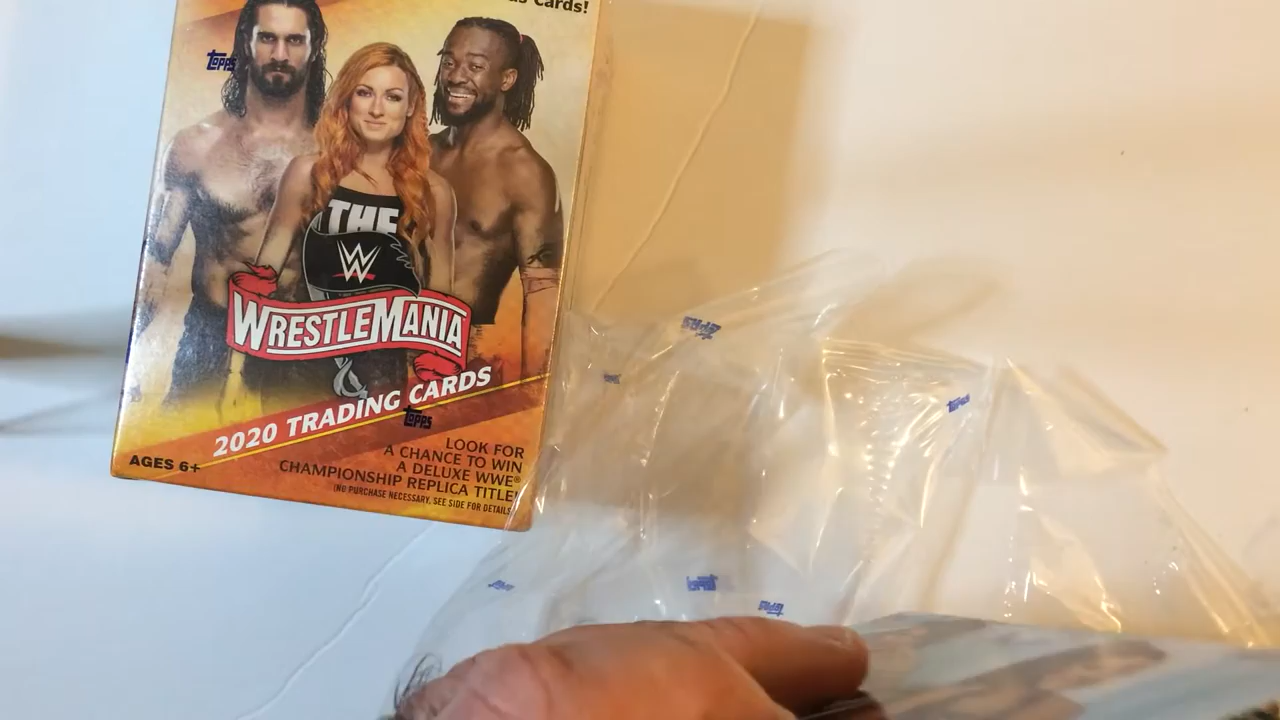 Cards!
Topps
THE
W
WRESTLEMANIA
2020 TRADING CARDS
Topps
AGES 6+
LOOK FOR
A CHANCE TO WIN
A DELUXE WWE®
CHAMPIONSHIP REPLICA TITLE!
(NO PURCHASE NECESSARY. SEE SIDE FOR DETAILS
Topps
Topps
Topps
Topps